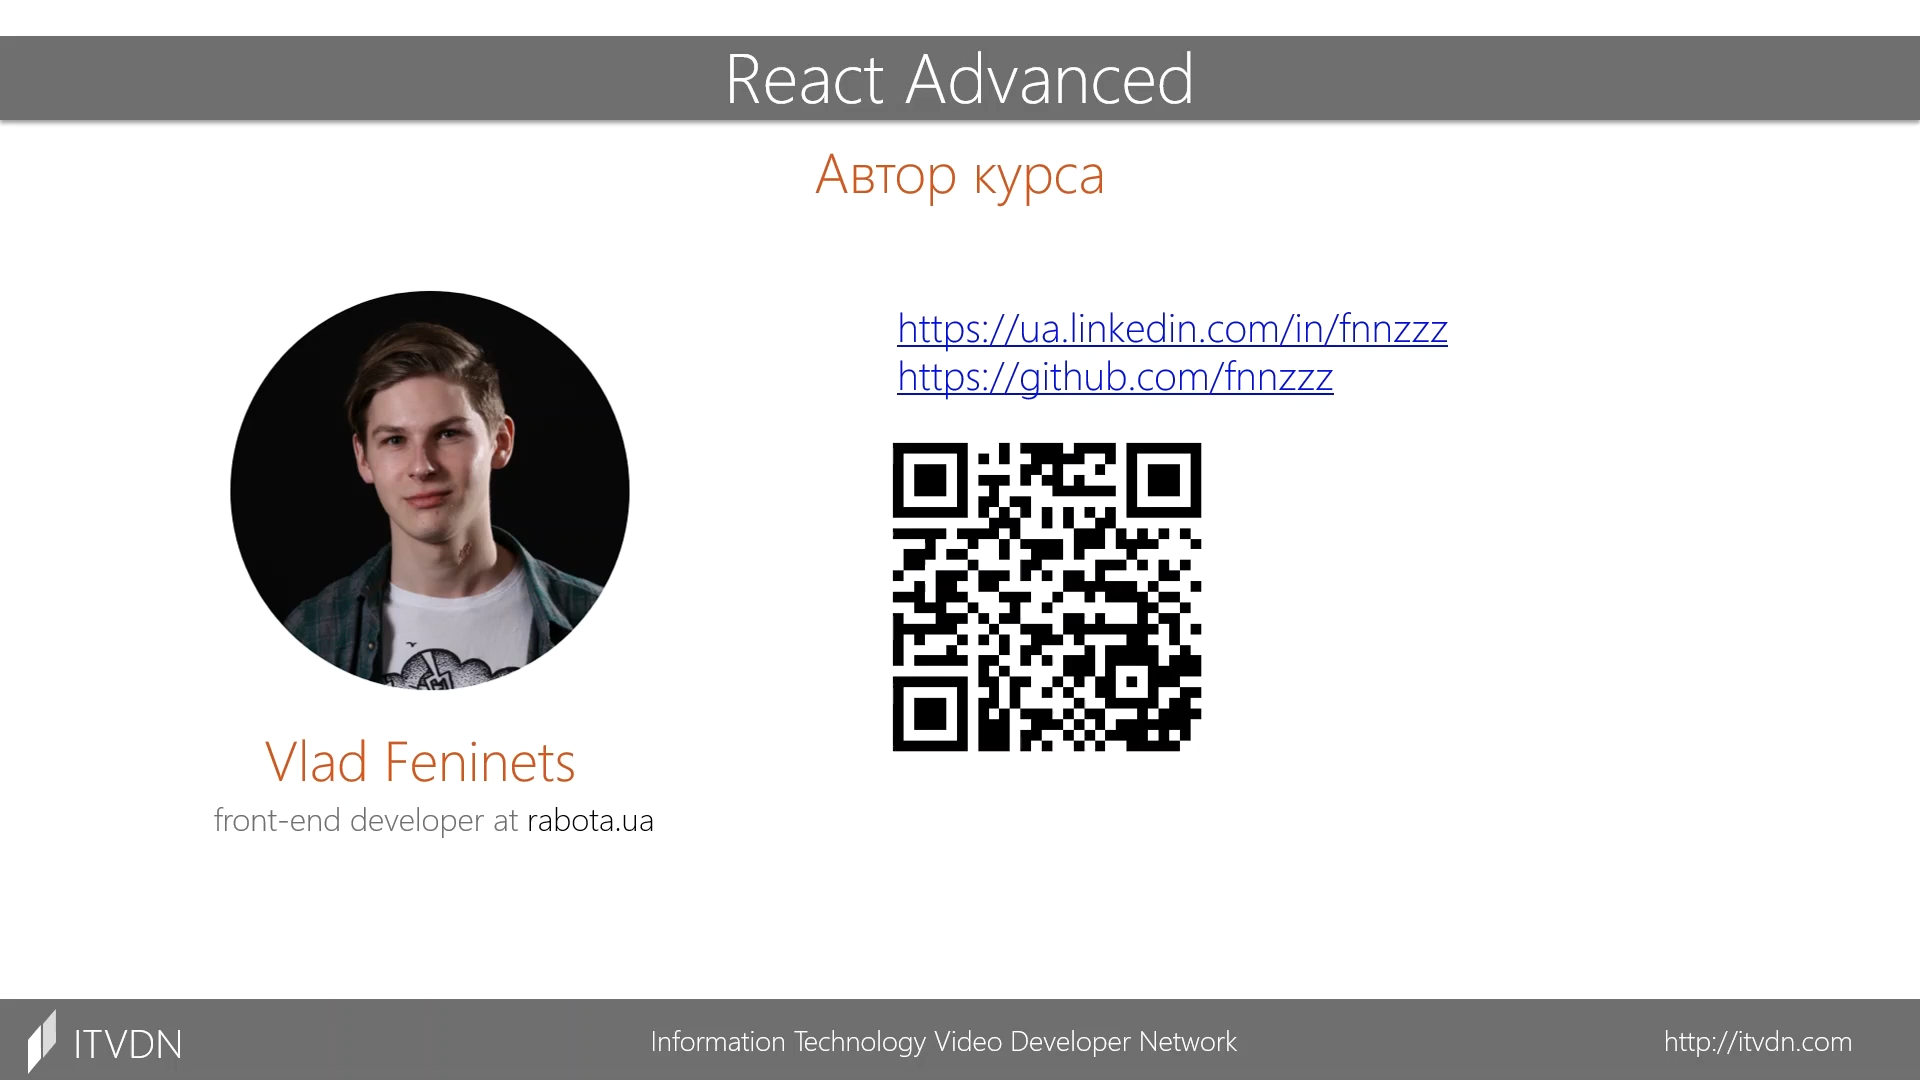 React Advanced
Автор курса
https://ua.linkedin.com/in/fnnzzz
https://github.com/fnnzzz
Vlad Feninets
front-end developer at rabota.ua
ITVDN
Information Technology Video Developer Network
http://itvdn.com